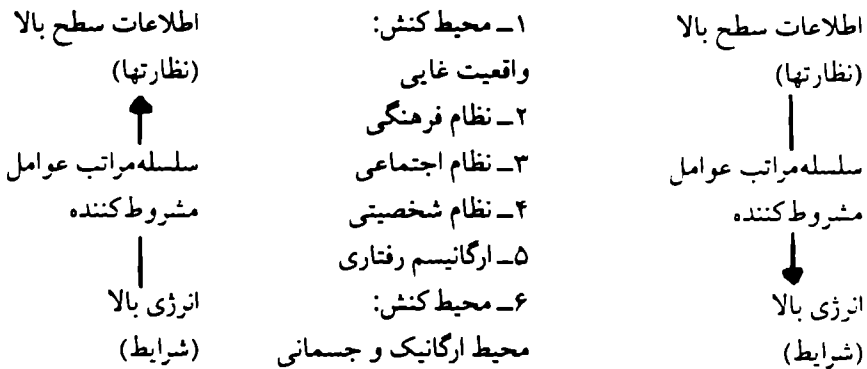 اطلاعات سطح بالا
(نظارتها)
سلسله‌مراتب عوامل
مشروط‌کننده
انرژی بالا
(شرایط)
۱ـ محیط کنش:
واقعیت غایی
۲ـ نظام فرهنگی
۳ـ نظام اجتماعی
۴ـ نظام شخصیتی
۵ـ ارگانیسم رفتاری
۶ـ محیط کنش:
محیط ارگانیک و جسمانی
اطلاعات سطح بالا
(نظارتها)
سلسله‌مراتب عوامل
مشروط‌کننده
انرژی بالا
(شرایط)